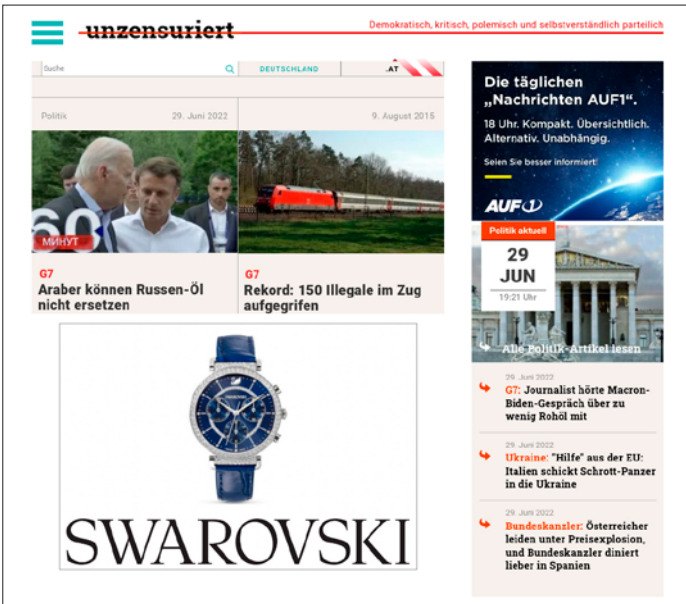 unzensuriert
Demokratisch, kritisch, polemisch und selbstverständlich parteilich
Suche
DEUTSCHLAND
.AT
Politik
29. Juni 2022
9. August 2015
60
МИНУТ
G7
Araber können Russen-Öl
nicht ersetzen
G7
Rekord: 150 Illegale im Zug
aufgegrifen
SWAROVSKI
SWAROVSKI
Die täglichen
„Nachrichten AUF1“.
18 Uhr. Kompakt. Übersichtlich.
Alternativ. Unabhängig.
Seien Sie besser informiert!
AUF1
Politik aktuell
29
JUN
19:21 Uhr
Alle Politik-Artikel lesen
29. Juni 2022
G7: Journalist hörte Macron-
Biden-Gespräch über zu
wenig Rohöl mit
29. Juni 2022
Ukraine: "Hilfe" aus der EU:
Italien schickt Schrott-Panzer
in die Ukraine
29. Juni 2022
Bundeskanzler: Österreicher
leiden unter Preisexplosion,
und Bundeskanzler diniert
lieber in Spanien